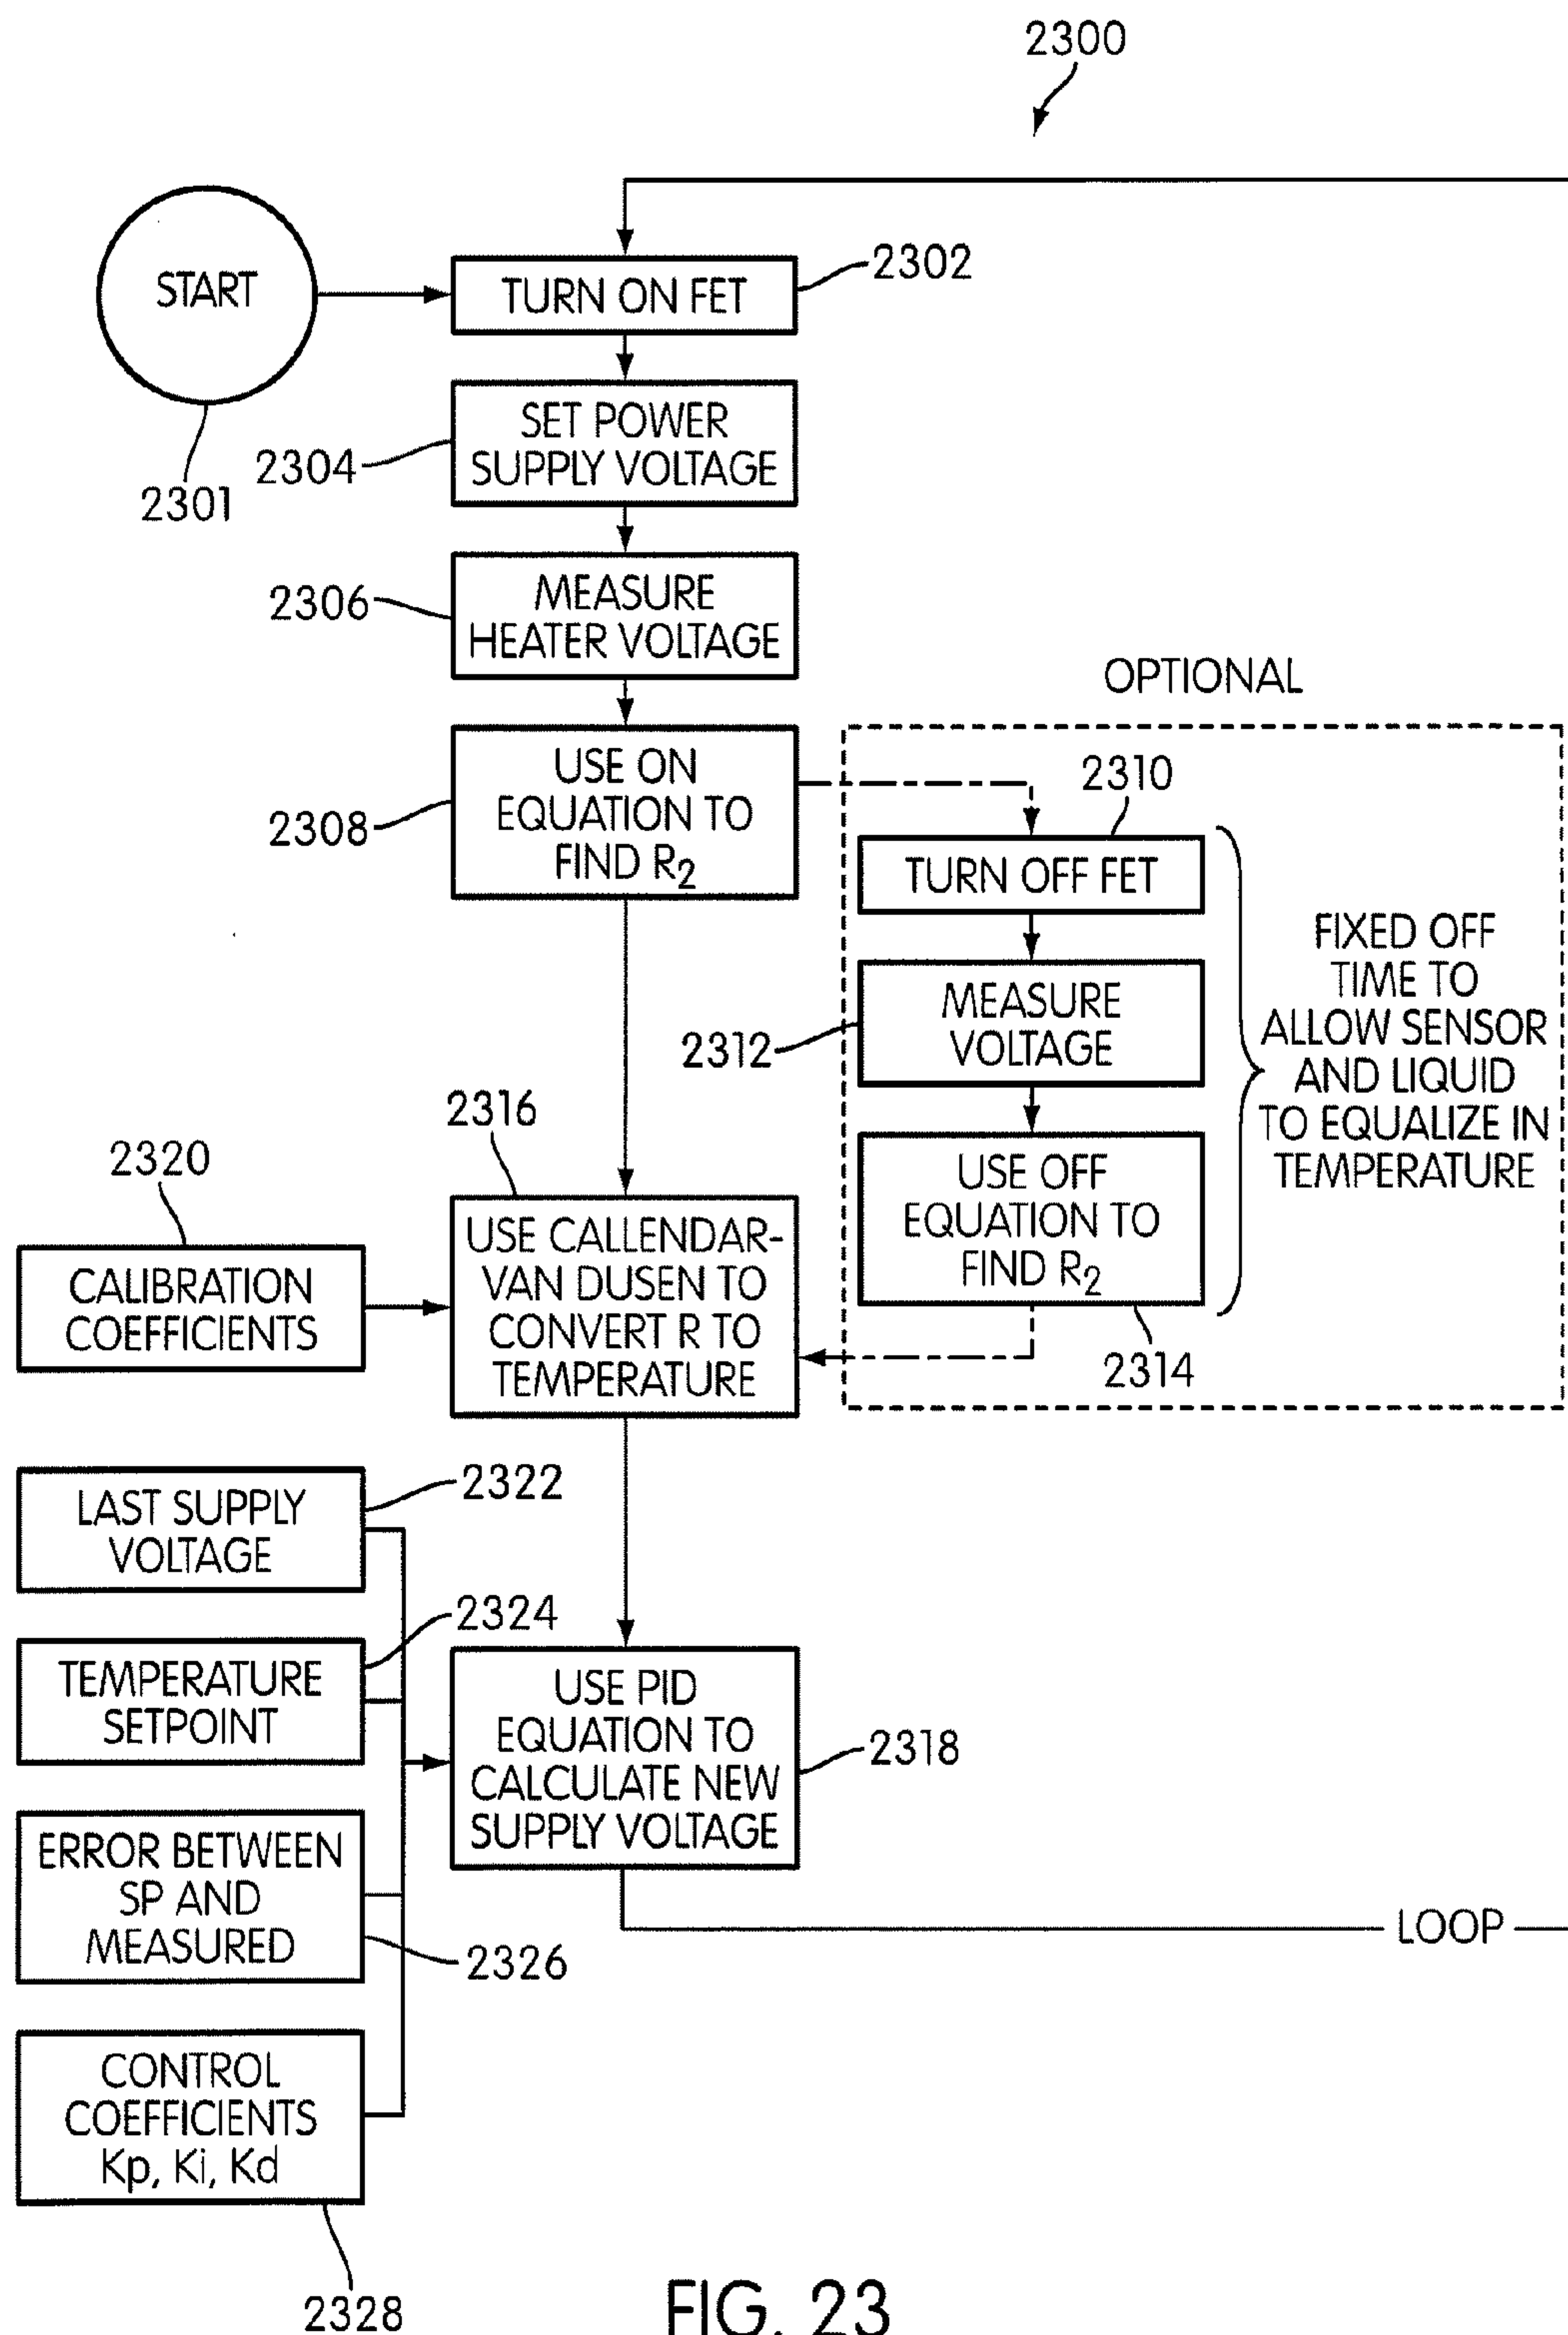 2300
START
2301
TURN ON FET
2302
SET POWER
SUPPLY VOLTAGE
2304
MEASURE
HEATER VOLTAGE
2306
USE ON
EQUATION TO
FIND R2
2308
OPTIONAL
2310
TURN OFF FET
MEASURE
VOLTAGE
2312
USE OFF
EQUATION TO
FIND R2
2314
FIXED OFF
TIME TO
ALLOW SENSOR
AND LIQUID
TO EQUALIZE IN
TEMPERATURE
2316
USE CALLENDAR-
VAN DUSEN TO
CONVERT R TO
TEMPERATURE
2320
CALIBRATION
COEFFICIENTS
LAST SUPPLY
VOLTAGE
2322
TEMPERATURE
SETPOINT
2324
ERROR BETWEEN
SP AND
MEASURED
2326
CONTROL
COEFFICIENTS
Kp, Ki, Kd
2328
USE PID
EQUATION TO
CALCULATE NEW
SUPPLY VOLTAGE
2318
LOOP
FIG. 23